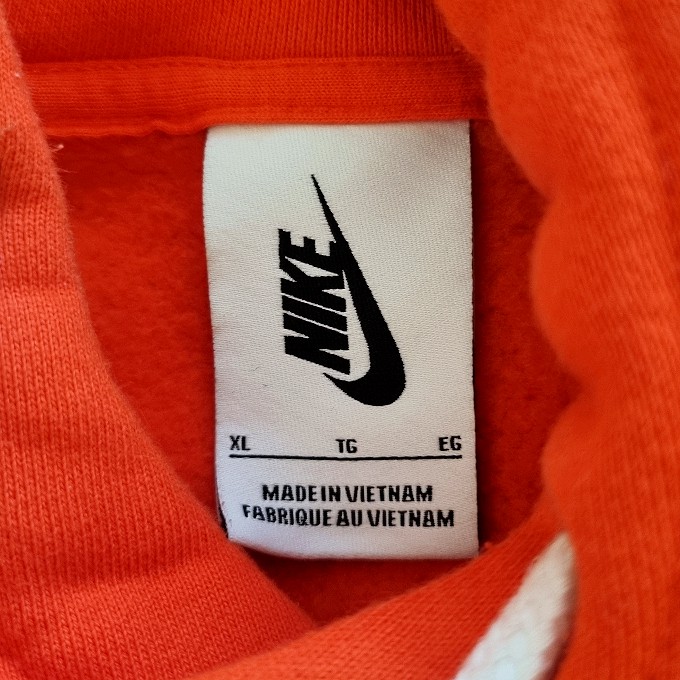 NIKE
XL TG EG
MADE IN VIETNAM
FABRIQUE AU VIETNAM